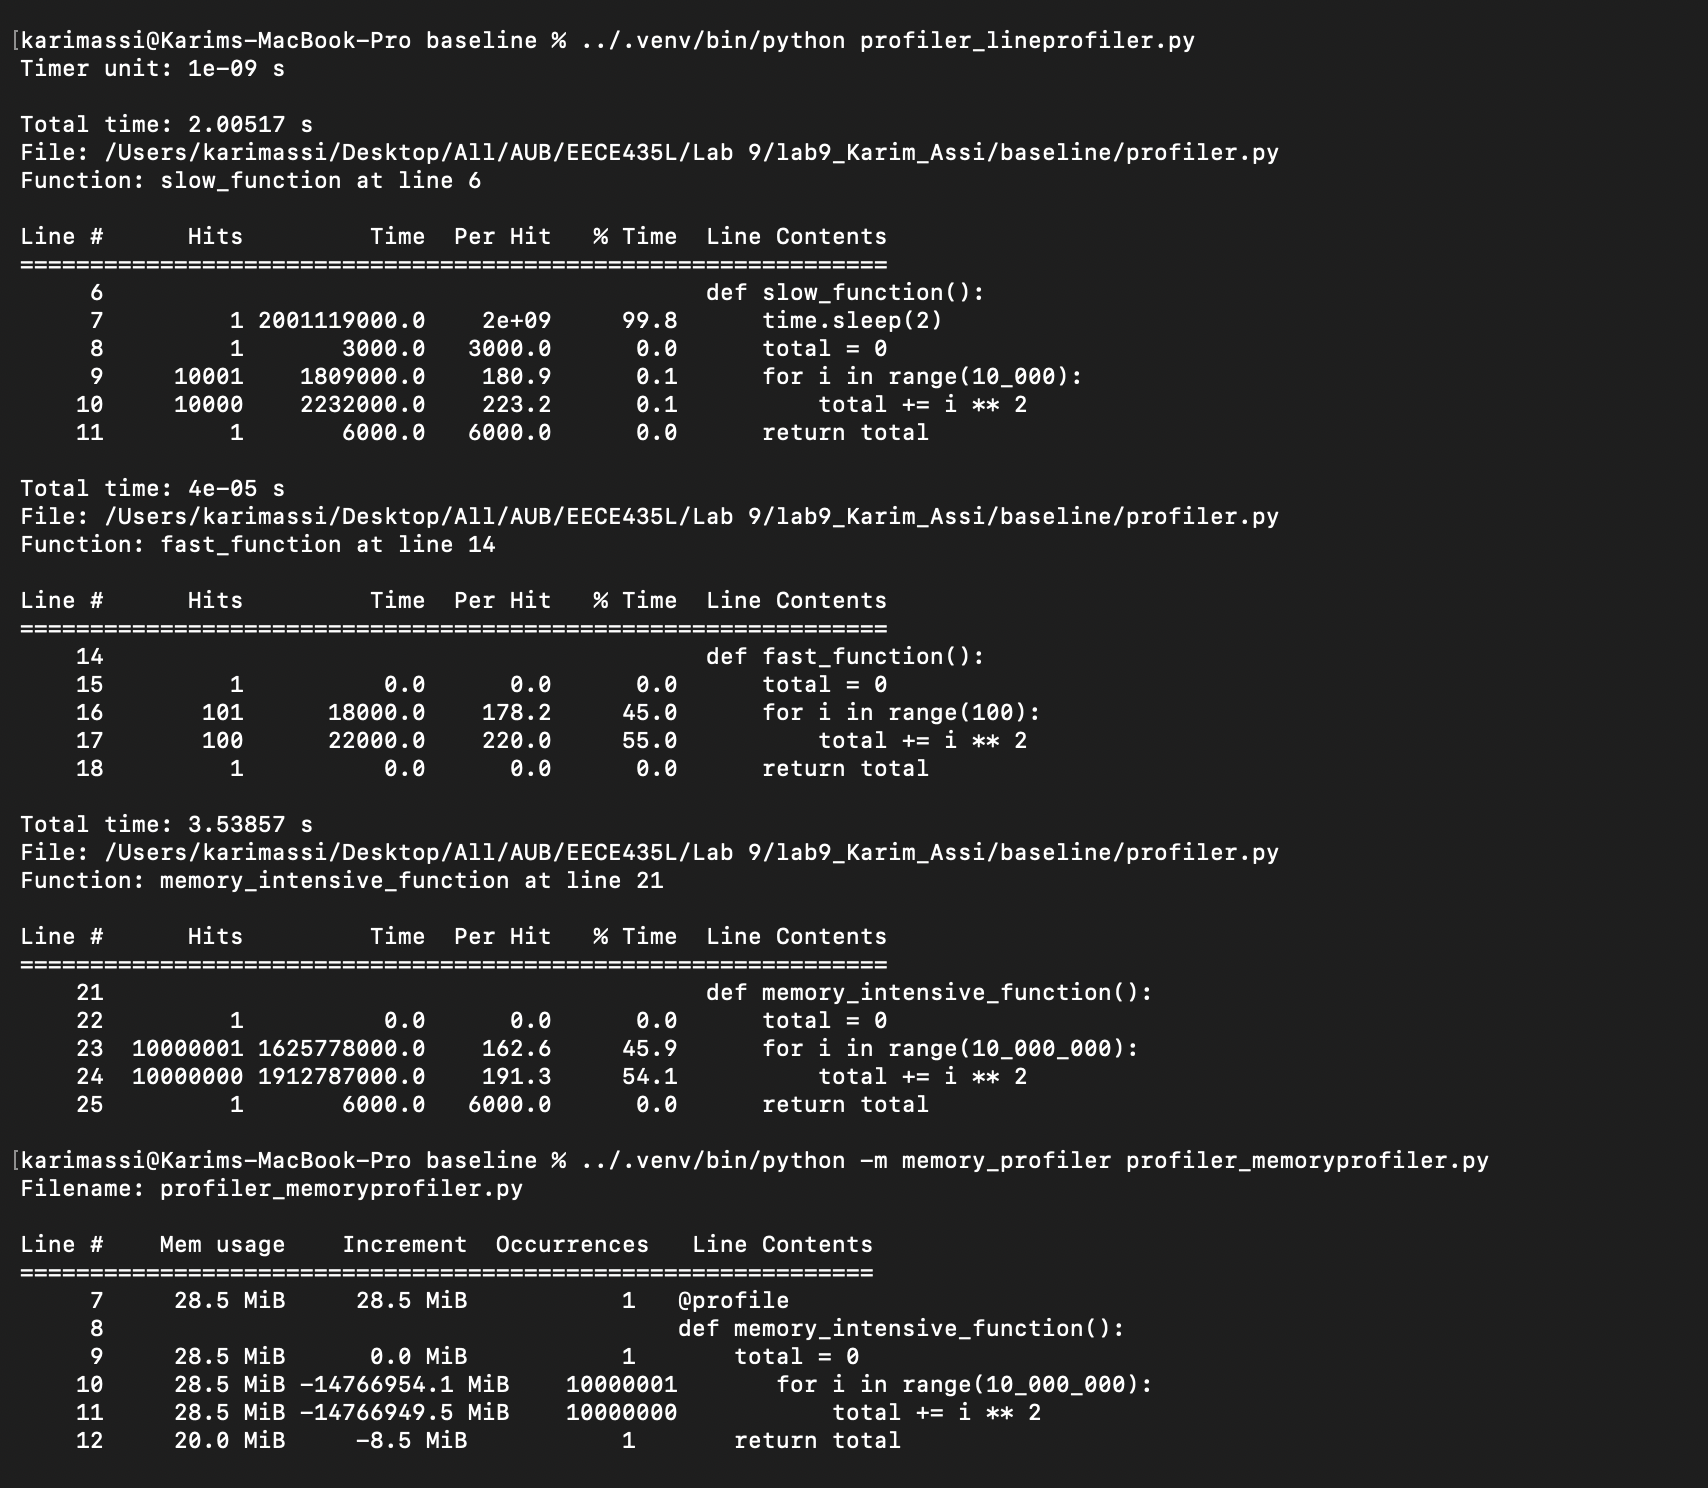 [karimassi@Karims-MacBook-Pro baseline % ../.venv/bin/python profiler_lineprofiler.py
Timer unit: 1e-09 s

Total time: 2.00517 s
File: /Users/karimassi/Desktop/All/AUB/EECE435L/Lab 9/lab9_Karim_Assi/baseline/profiler.py
Function: slow_function at line 6

Line #      Hits         Time  Per Hit   % Time  Line Contents
==============================================================
     6                                           def slow_function():
     7         1 2001119000.0    2e+09     99.8      time.sleep(2)
     8         1       3000.0   3000.0      0.0      total = 0
     9     10001    1809000.0    180.9      0.1      for i in range(10_000):
    10     10000    2232000.0    223.2      0.1          total += i ** 2
    11         1       6000.0   6000.0      0.0      return total

Total time: 4e-05 s
File: /Users/karimassi/Desktop/All/AUB/EECE435L/Lab 9/lab9_Karim_Assi/baseline/profiler.py
Function: fast_function at line 14

Line #      Hits         Time  Per Hit   % Time  Line Contents
==============================================================
    14                                           def fast_function():
    15         1          0.0      0.0      0.0      total = 0
    16       101      18000.0    178.2     45.0      for i in range(100):
    17       100      22000.0    220.0     55.0          total += i ** 2
    18         1          0.0      0.0      0.0      return total

Total time: 3.53857 s
File: /Users/karimassi/Desktop/All/AUB/EECE435L/Lab 9/lab9_Karim_Assi/baseline/profiler.py
Function: memory_intensive_function at line 21

Line #      Hits         Time  Per Hit   % Time  Line Contents
==============================================================
    21                                           def memory_intensive_function():
    22         1          0.0      0.0      0.0      total = 0
    23  10000001 1625778000.0    162.6     45.9      for i in range(10_000_000):
    24  10000000 1912787000.0    191.3     54.1          total += i ** 2
    25         1       6000.0   6000.0      0.0      return total

[karimassi@Karims-MacBook-Pro baseline % ../.venv/bin/python -m memory_profiler profiler_memoryprofiler.py
Filename: profiler_memoryprofiler.py

Line #    Mem usage    Increment  Occurrences   Line Contents
=============================================================
     7     28.5 MiB     28.5 MiB           1   @profile
     8                                         def memory_intensive_function():
     9     28.5 MiB      0.0 MiB           1       total = 0
    10     28.5 MiB -14766954.1 MiB    10000001       for i in range(10_000_000):
    11     28.5 MiB -14766949.5 MiB    10000000           total += i ** 2
    12     20.0 MiB     -8.5 MiB           1       return total